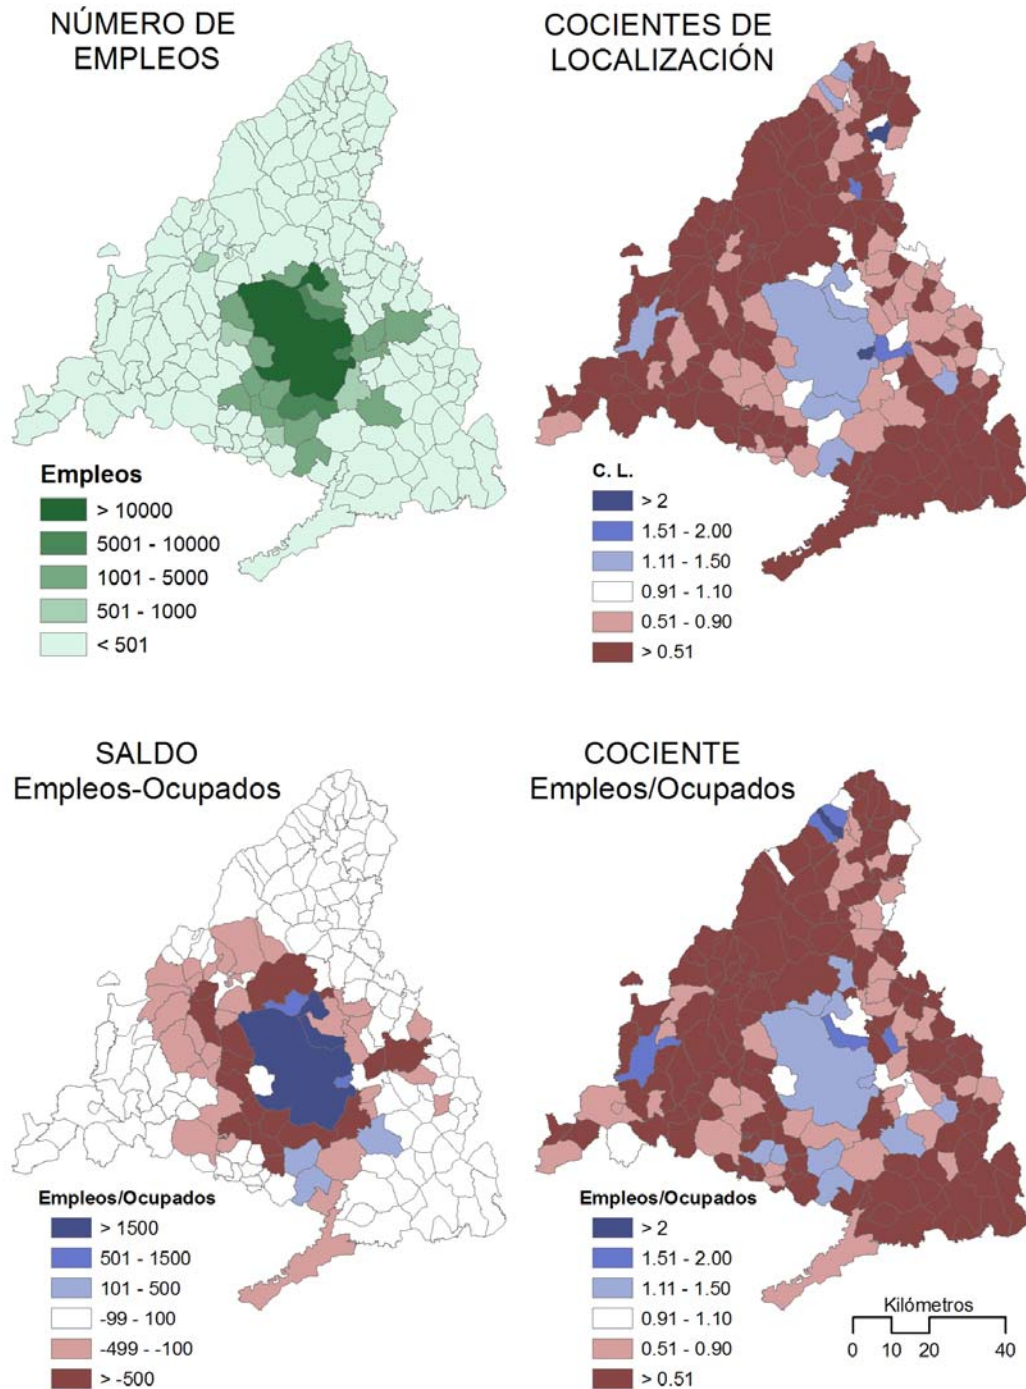 NÚMERO DE
EMPLEOS
Empleos
> 10000
5001 - 10000
1001 - 5000
501 - 1000
< 501
COCIENTES DE
LOCALIZACIÓN
C. L.
> 2
1.51 - 2.00
1.11 - 1.50
0.91 - 1.10
0.51 - 0.90
> 0.51
SALDO
Empleos-Ocupados
Empleos/Ocupados
> 1500
501 - 1500
101 - 500
-99 - 100
-499 - -100
> -500
COCIENTE
Empleos/Ocupados
Empleos/Ocupados
> 2
1.51 - 2.00
1.11 - 1.50
0.91 - 1.10
0.51 - 0.90
> 0.51
Kilómetros
0 10 20 40